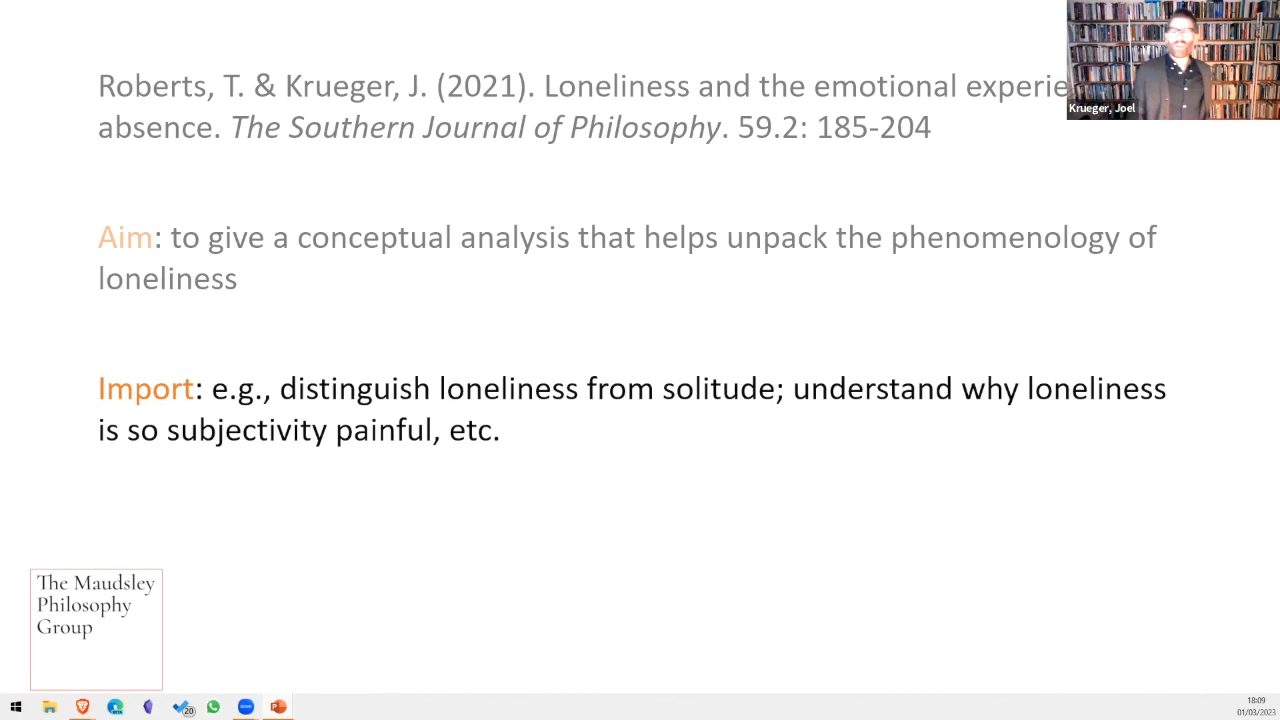 Roberts, T. & Krueger, J. (2021). Loneliness and the emotional experie
absence. The Southern Journal of Philosophy. 59.2: 185-204
Krueger, Joel
Aim: to give a conceptual analysis that helps unpack the phenomenology of
loneliness
Import: e.g., distinguish loneliness from solitude; understand why loneliness
is so subjectivity painful, etc.
The Maudsley
Philosophy
Group
20
18:09
01/03/2023